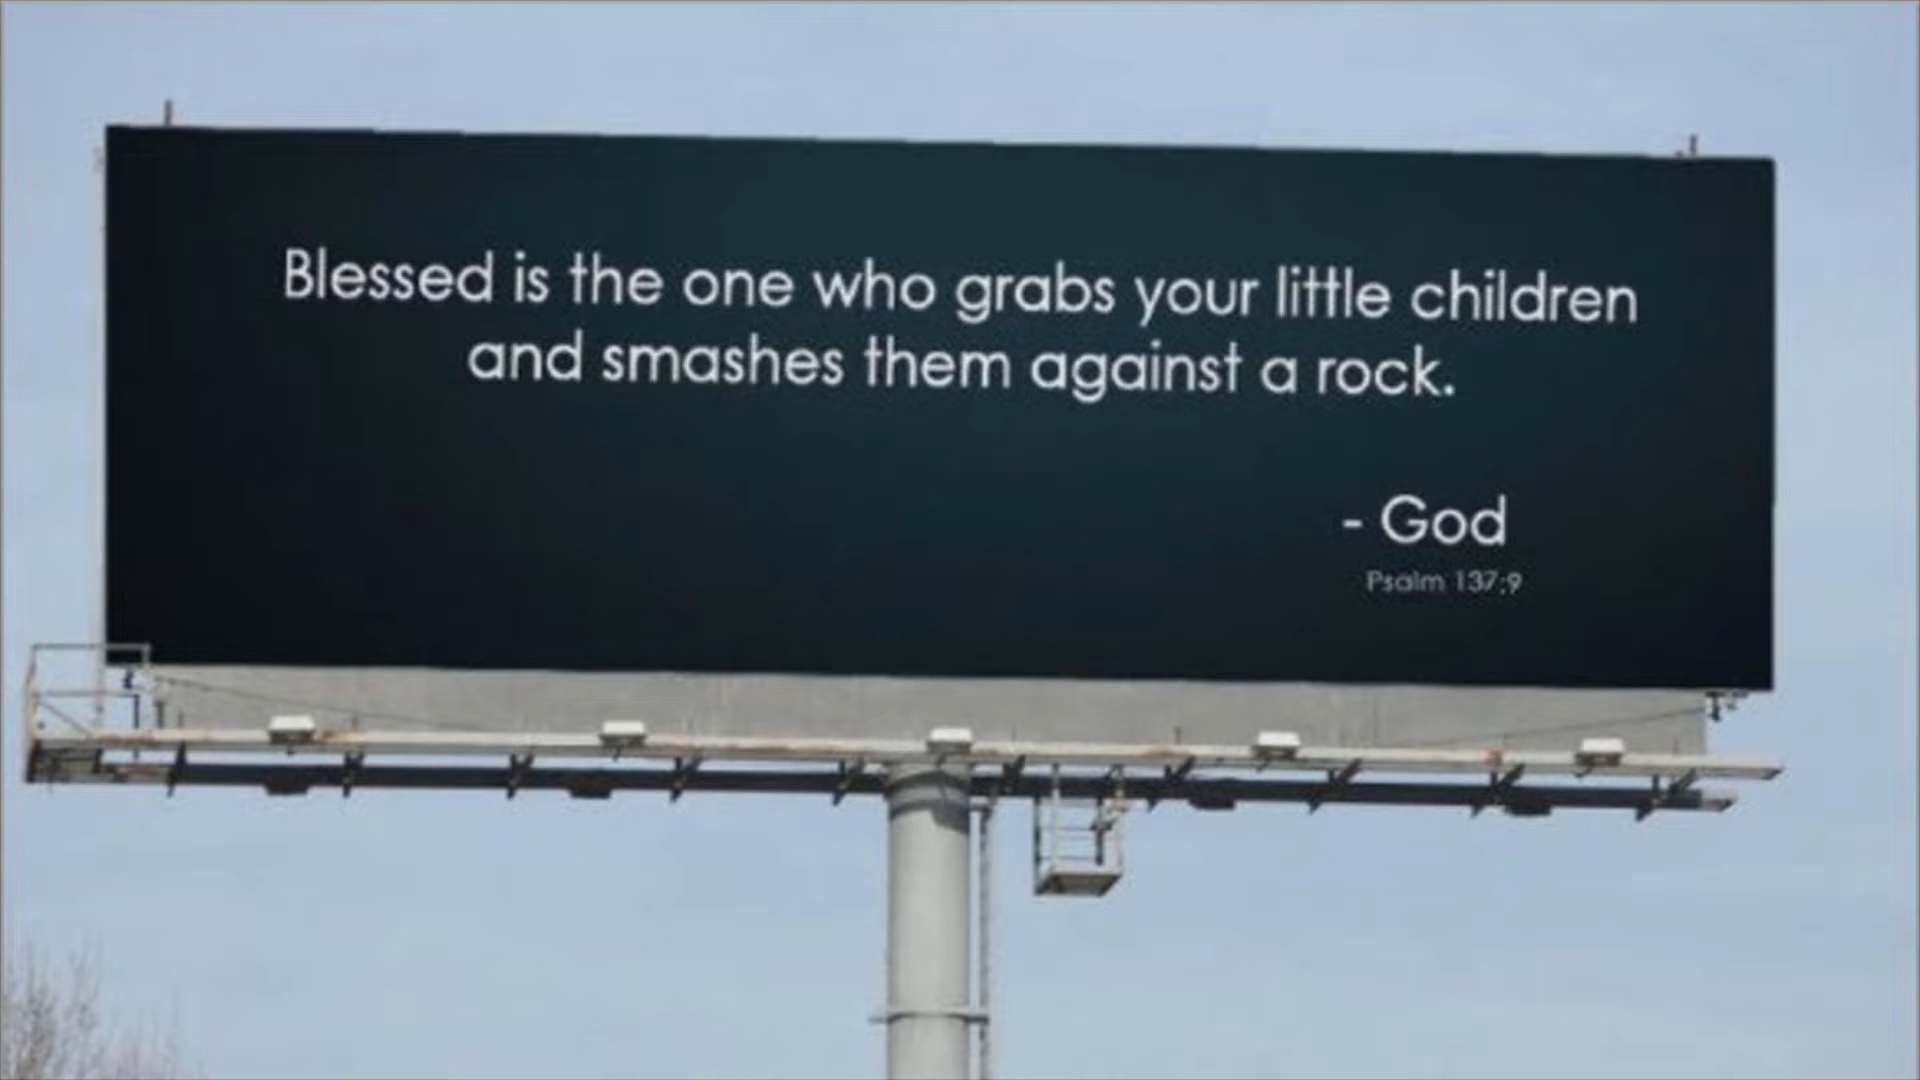 Blessed is the one who grabs your little children
and smashes them against a rock.
- God
Psalm 137:9